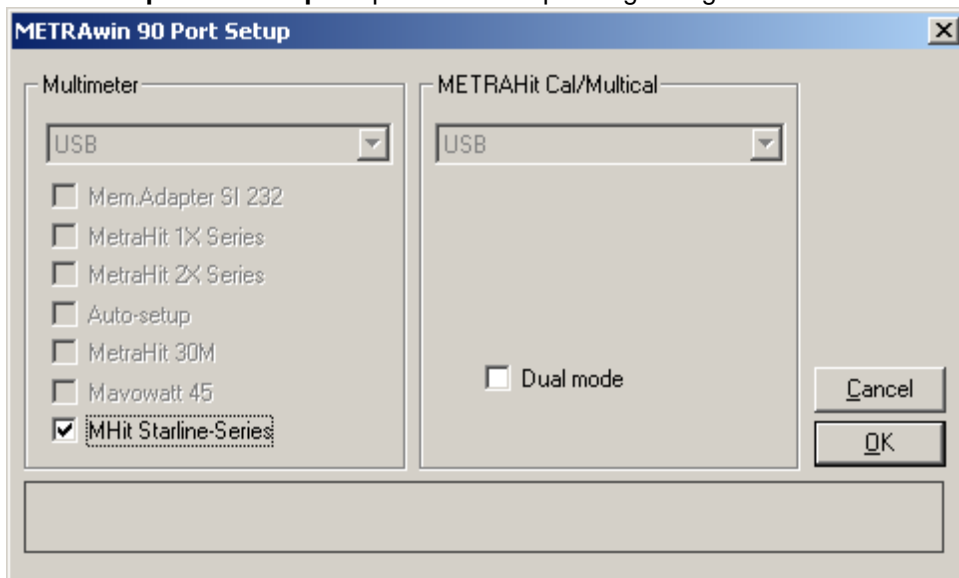 METRAwin 90 Port Setup
Multimeter
USB
Mem.Adapter SI 232
MetraHit 1X Series
MetraHit 2X Series
Auto-setup
MetraHit 30M
Mavowatt 45
MHit Starline-Series
METRAHit Cal/Multical
USB
Dual mode
Cancel
OK